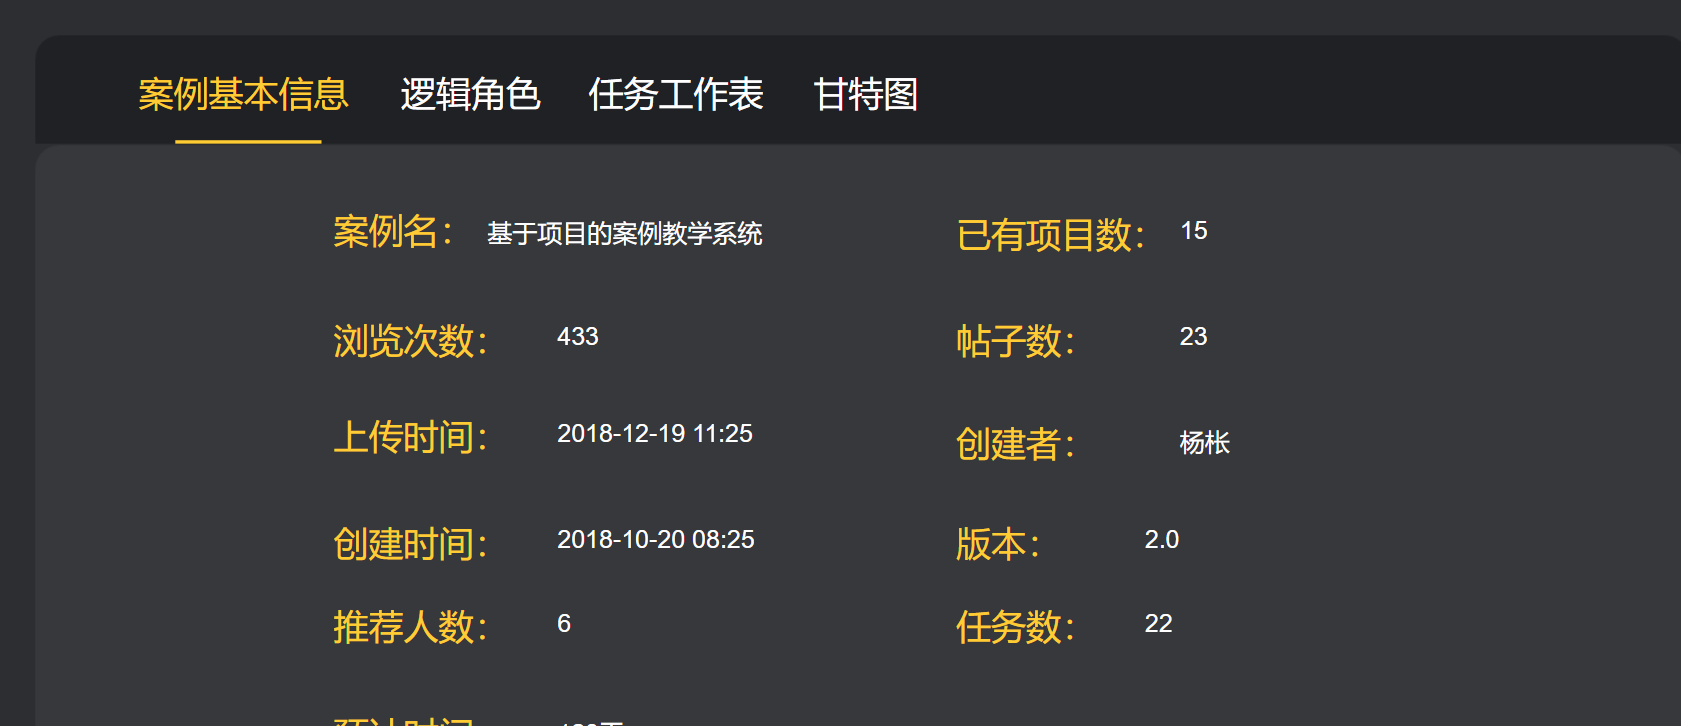 案例基本信息 逻辑角色 任务工作表 甘特图
案例名： 基于项目的案例教学系统 已有项目数： 15
浏览次数： 433 帖子数： 23
上传时间： 2018-12-19 11:25 创建者： 杨枨
创建时间： 2018-10-20 08:25 版本： 2.0
推荐人数： 6 任务数： 22